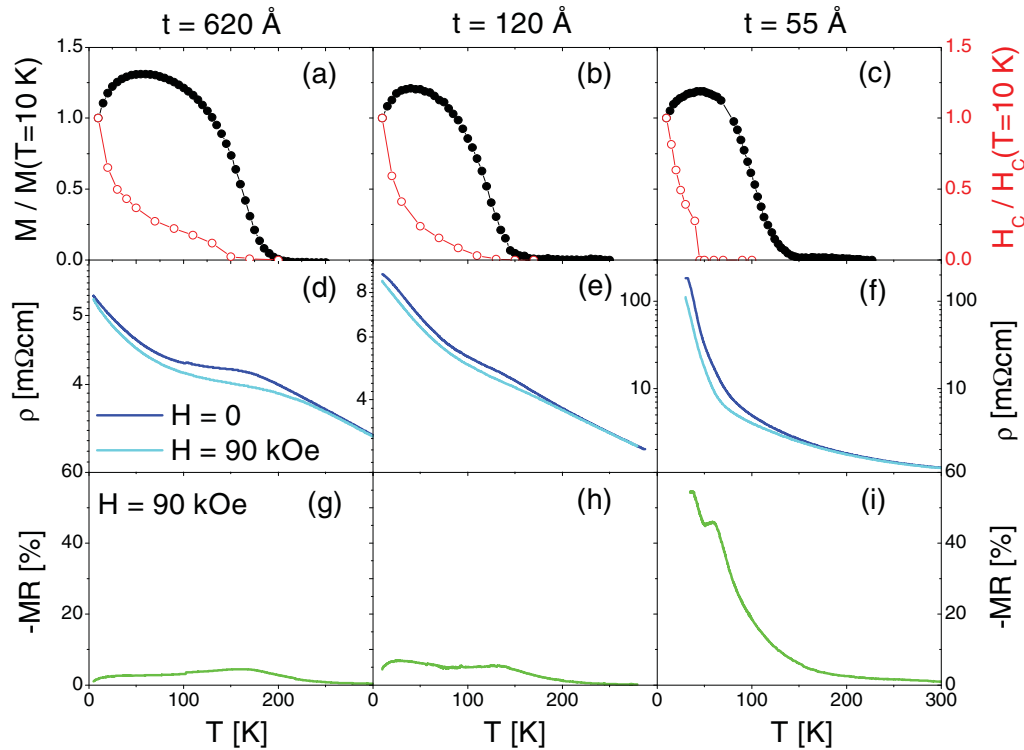 t = 620 Å
t = 120 Å
t = 55 Å
M / M(T=10 K)
1.5
1.0
0.5
0.0
(a)
(b)
(c)
1.5
1.0
0.5
0.0
H_C / H_C(T=10 K)
ρ [mΩcm]
5
4
(d)
H = 0
H = 90 kOe
8
6
4
(e)
100
10
(f)
100
10
ρ [mΩcm]
-MR [%]
60
40
20
0
H = 90 kOe
(g)
(h)
(i)
60
40
20
0
-MR [%]
0 100 200 0 100 200 0 100 200 300
T [K]
T [K]
T [K]